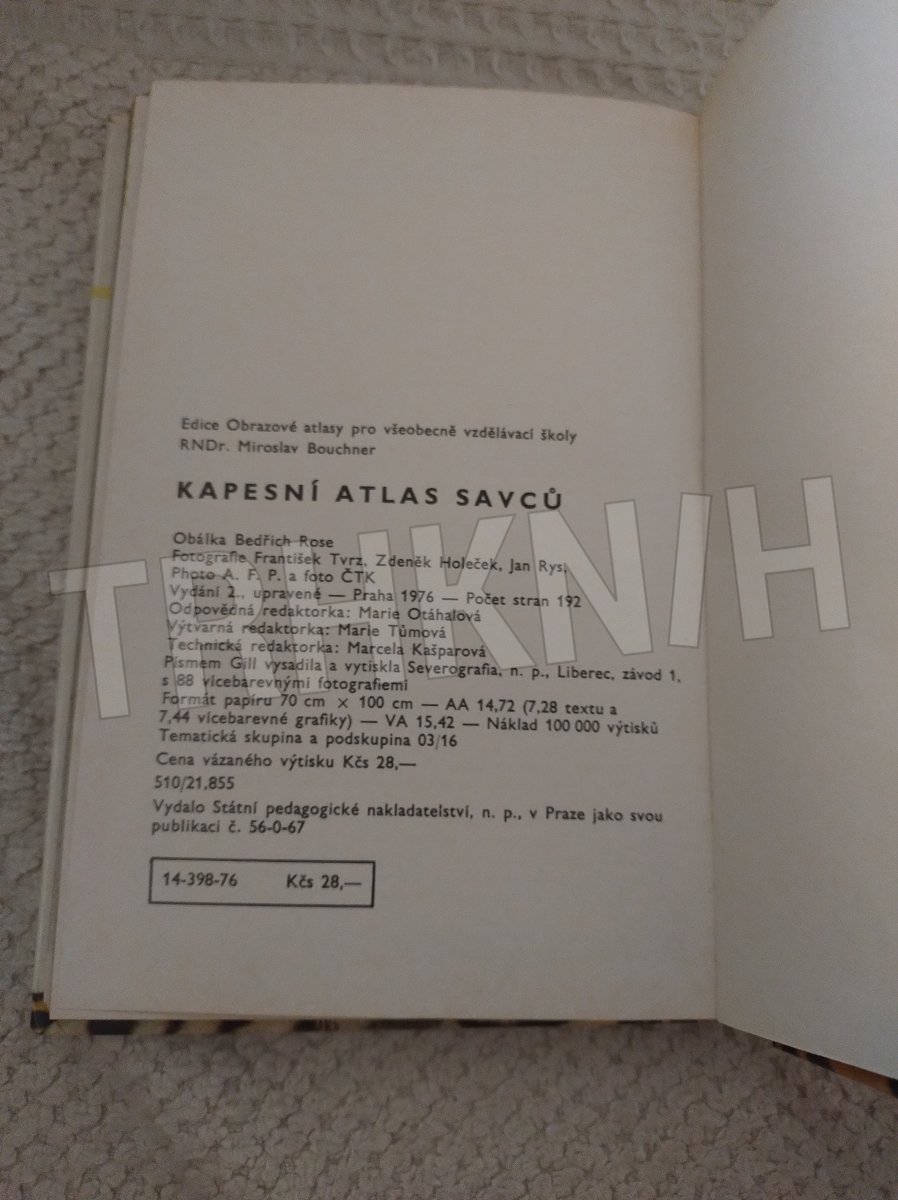 Edice Obrazové atlasy pro všeobecně vzdělávací školy
RNDr. Miroslav Bouchner
KAPESNÍ ATLAS SAVCŮ
Obálka Bedřich Rose
Fotografie František Tvrz, Zdeněk Holeček, Jan Rys,
Photo A. F. P. a foto ČTK
Vydání 2., upravené — Praha 1976 — Počet stran 192
Odpovědná redaktorka: Marie Otáhalová
Výtvarná redaktorka: Marie Tůmová
Technická redaktorka: Marcela Kašparová
Písmem Gill vysadila a vytiskla Severografia, n. p., Liberec, závod 1,
s 88 vícebarevnými fotografiemi
Formát papíru 70 cm × 100 cm — AA 14,72 (7,28 textu a
7,44 vícebarevné grafiky) — VA 15,42 — Náklad 100 000 výtisků
Tematická skupina a podskupina 03/16
Cena vázaného výtisku Kčs 28,—
510/21,855
Vydalo Státní pedagogické nakladatelství, n. p., v Praze jako svou
publikaci č. 56-0-67
14-398-76 Kčs 28,—